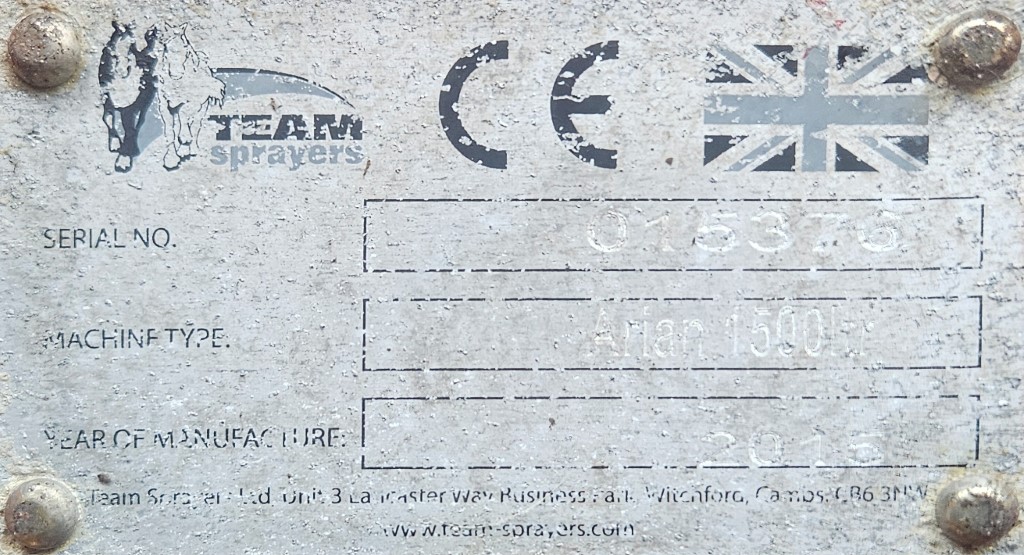 TEAM
sprayers
CE
SERIAL NO. 015376
MACHINE TYPE. Arian 1500ltr
YEAR OF MANUFACTURE: 2015
Team Sprayers Ltd, Unit 3 Lancaster Way Business Park, Witchford, Cambs, CB6 3NW
www.team-sprayers.com